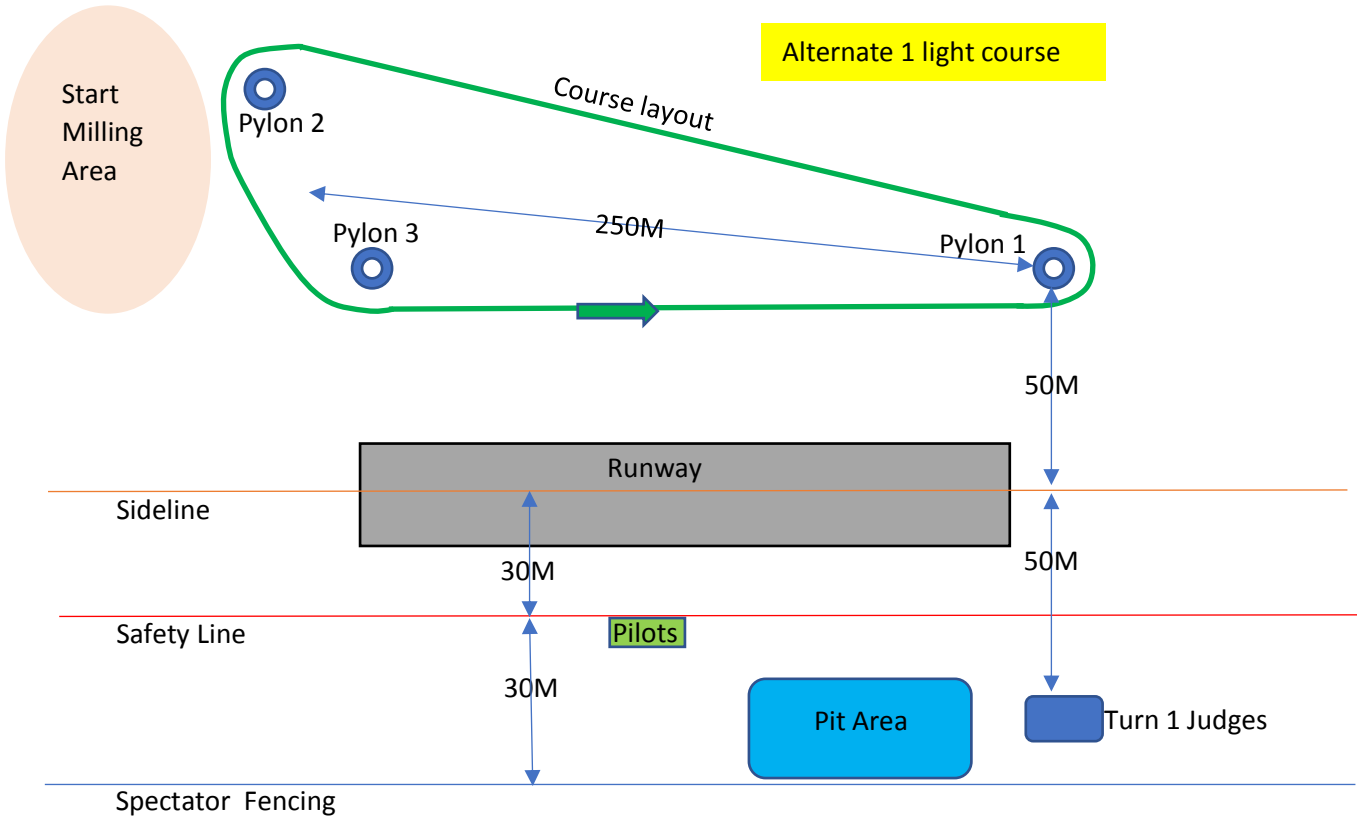 Alternate 1 light course
Start
Milling
Area
Course layout
Pylon 2
250M
Pylon 3
Pylon 1
50M
Runway
Sideline
30M
50M
Safety Line
Pilots
30M
Pit Area
Turn 1 Judges
Spectator Fencing